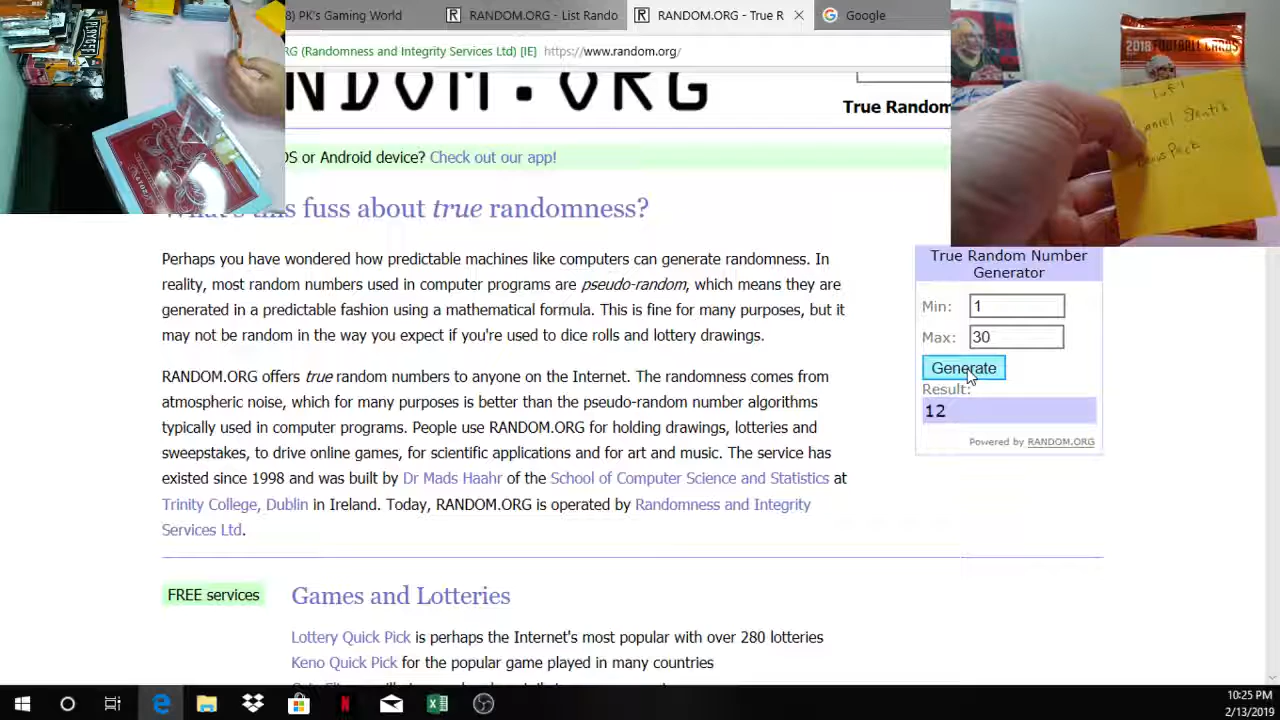 8) PK's Gaming World
RANDOM.ORG - List Rando
RANDOM.ORG - True R
Google
RG (Randomness and Integrity Services Ltd) [IE]
https://www.random.org/
NDOM.ORG
True Random
OS or Android device? Check out our app!
What's this fuss about true randomness?
Perhaps you have wondered how predictable machines like computers can generate randomness. In
reality, most random numbers used in computer programs are pseudo-random, which means they are
generated in a predictable fashion using a mathematical formula. This is fine for many purposes, but it
may not be random in the way you expect if you're used to dice rolls and lottery drawings.
RANDOM.ORG offers true random numbers to anyone on the Internet. The randomness comes from
atmospheric noise, which for many purposes is better than the pseudo-random number algorithms
typically used in computer programs. People use RANDOM.ORG for holding drawings, lotteries and
sweepstakes, to drive online games, for scientific applications and for art and music. The service has
existed since 1998 and was built by Dr Mads Haahr of the School of Computer Science and Statistics at
Trinity College, Dublin in Ireland. Today, RANDOM.ORG is operated by Randomness and Integrity
Services Ltd.
FREE services
Games and Lotteries
Lottery Quick Pick is perhaps the Internet's most popular with over 280 lotteries
Keno Quick Pick for the popular game played in many countries
True Random Number
Generator
Min: 1
Max: 30
Generate
Result:
12
Powered by RANDOM.ORG
2018 FOOTBALL CARDS
1 of 1
Bonus Pack
10:25 PM
2/13/2019